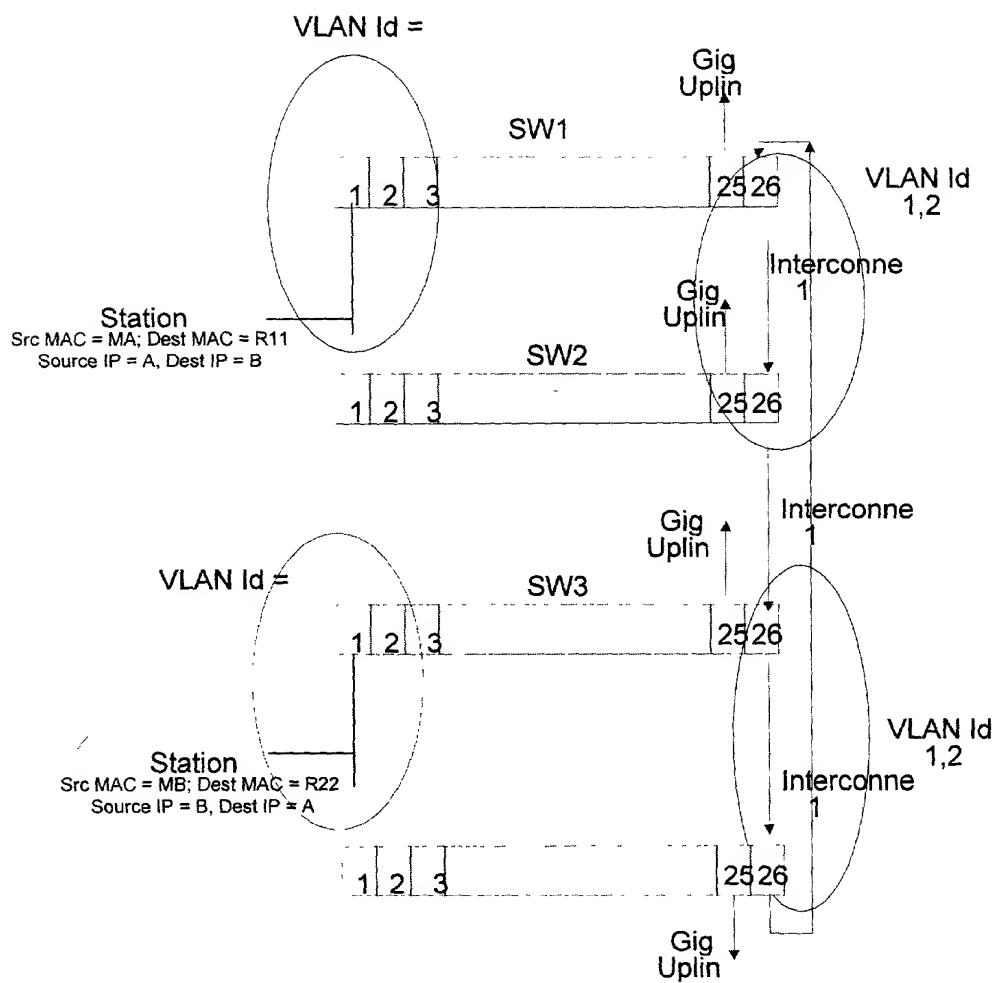 VLAN Id =
Gig
Uplin
SW1
1 2 3 25 26
VLAN Id
1,2
Interconne
1
Gig
Uplin
Station
Src MAC = MA; Dest MAC = R11
Source IP = A, Dest IP = B
SW2
1 2 3 25 26
Interconne
1
Gig
Uplin
VLAN Id =
SW3
1 2 3 25 26
VLAN Id
1,2
Station
Src MAC = MB; Dest MAC = R22
Source IP = B, Dest IP = A
Interconne
1
1 2 3 25 26
Gig
Uplin